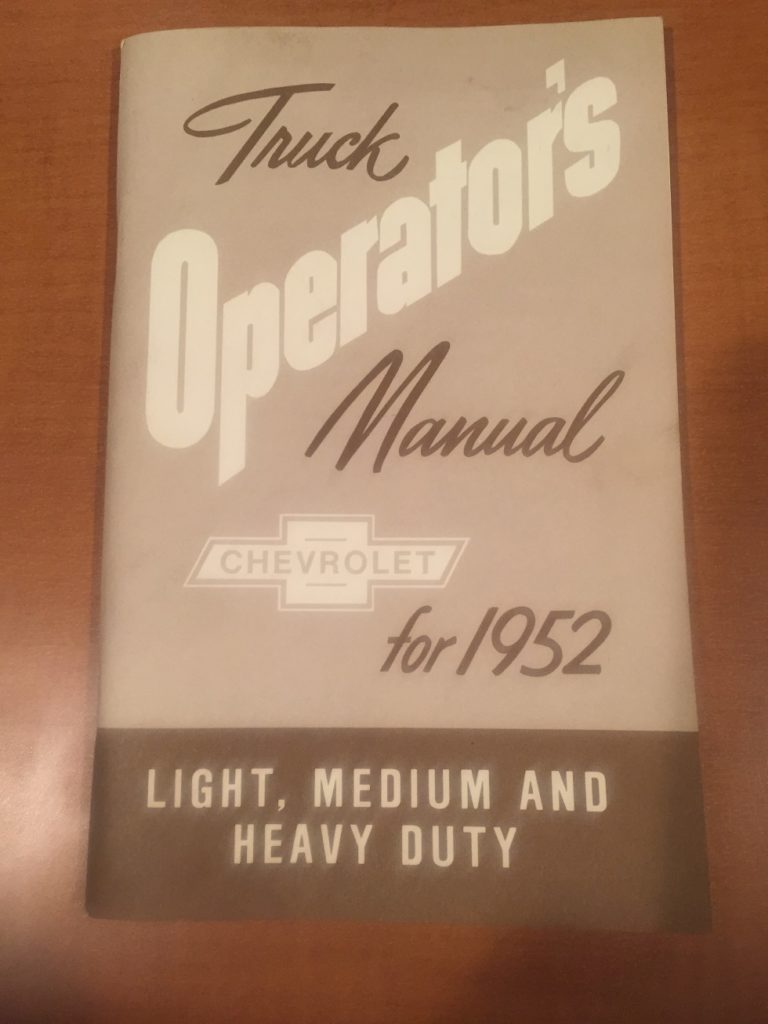 Truck
Operator's
Manual
CHEVROLET
for 1952
LIGHT, MEDIUM AND
HEAVY DUTY